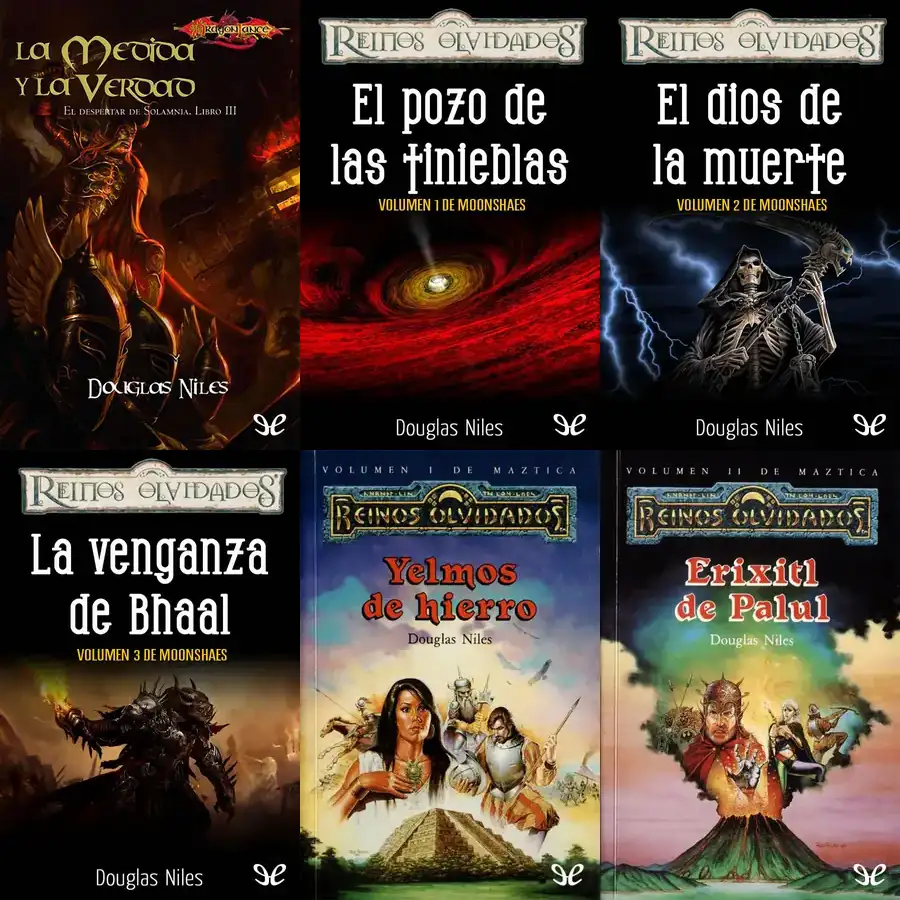 DRAGONLANCE
LA MEDIDA
Y LA VERDAD
EL DESPERTAR DE SOLAMNIA. LIBRO III
DOUGLAS NILES
REINOS OLVIDADOS
El pozo de
las tinieblas
VOLUMEN 1 DE MOONSHAES
Douglas Niles
REINOS OLVIDADOS
El dios de
la muerte
VOLUMEN 2 DE MOONSHAES
Douglas Niles
REINOS OLVIDADOS
La venganza
de Bhaal
VOLUMEN 3 DE MOONSHAES
Douglas Niles
VOLUMEN I DE MAZTICA
REINOS OLVIDADOS
Yelmos
de hierro
Douglas Niles
VOLUMEN II DE MAZTICA
REINOS OLVIDADOS
Erixitl
de Palul
Douglas Niles